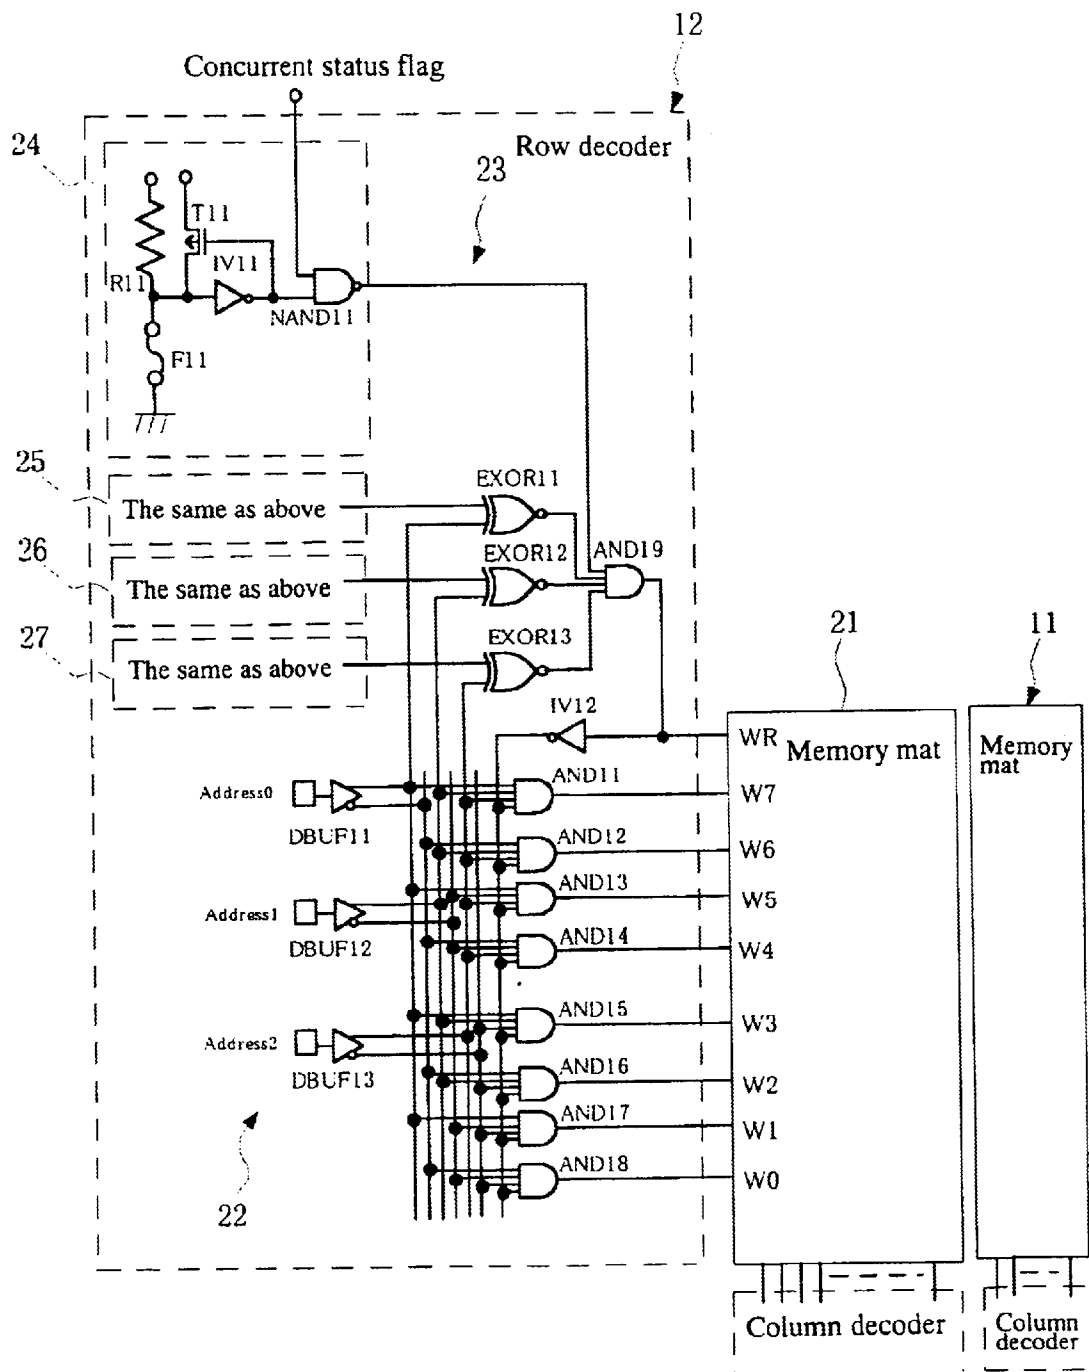 12
Concurrent status flag
24
Row decoder
23
T11
IV11
R11
NAND11
F11
25
EXOR11
The same as above
26
EXOR12
AND19
The same as above
27
EXOR13
21
11
The same as above
IV12
WR
Memory mat
Memory
mat
AND11
Address0
W7
DBUF11
AND12
W6
AND13
W5
Address1
DBUF12
AND14
W4
AND15
W3
Address2
DBUF13
AND16
W2
AND17
W1
AND18
W0
22
Column decoder
Column
decoder